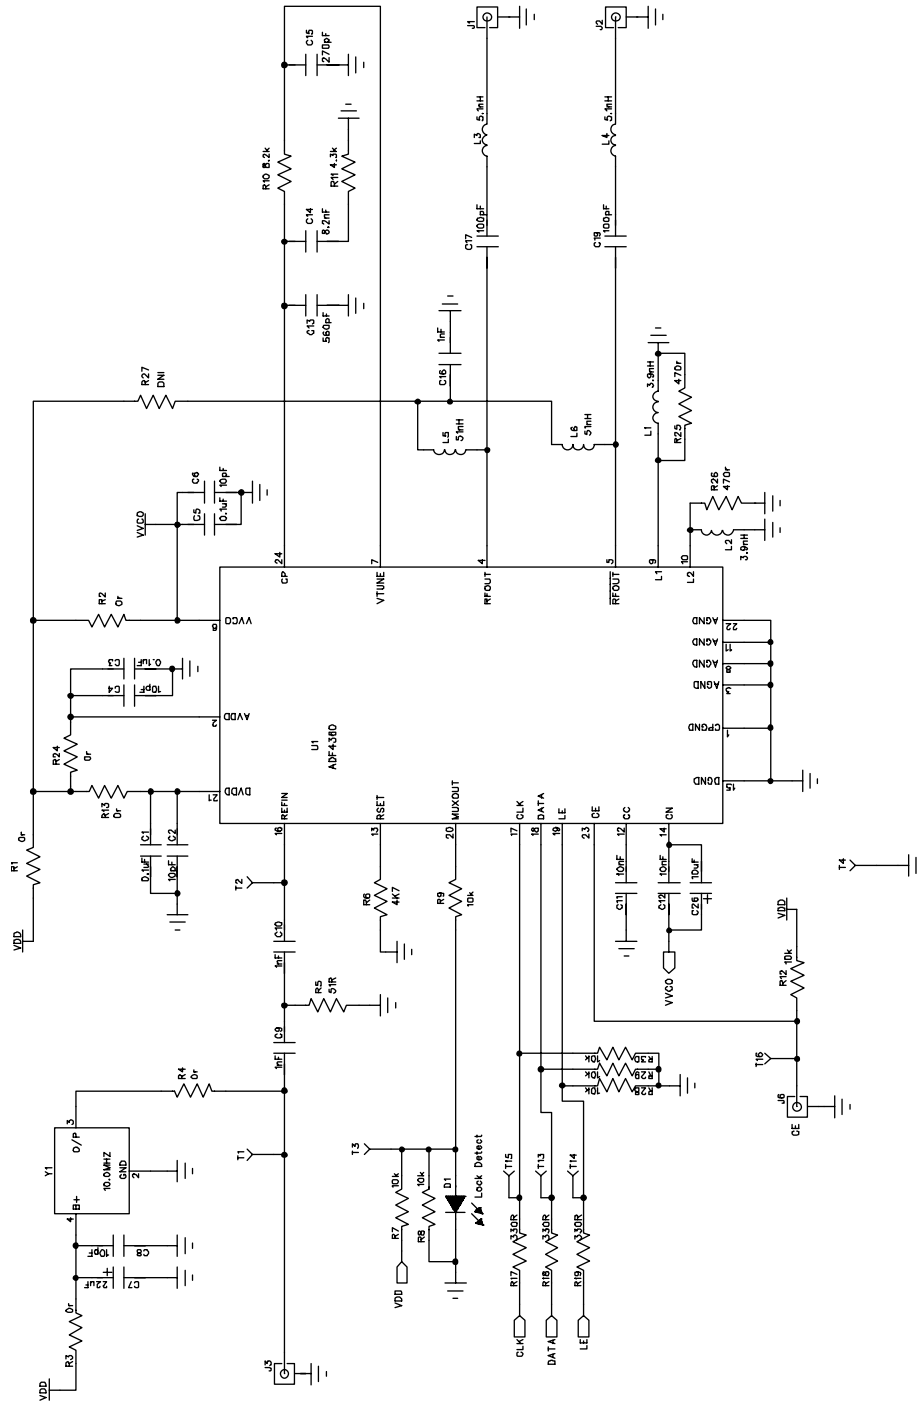 J1
J2
C15
270pF
R10 8.2k
R11 4.3k
C14
8.2nF
C13
560pF
L3 5.1nH
L4 5.1nH
C17 100pF
C19 100pF
1nF
C16
R27
DNI
L5
51nH
L6
51nH
L1 3.9nH
R25 470r
R26
470r
L2
3.9nH
VVCO
C5 C6
0.1uF 10pF
R2
0r
C3
0.1uF
C4
10pF
R24
0r
R13
0r
R1 0r
VDD
C1
0.1uF
C2
10pF
24
CP
7
VTUNE
4
RFOUT
5
RFOUT
9
L1
10
L2
VVCO
6
AVDD
2
DVDD
21
U1
ADF4360
AGND
22
AGND
11
AGND
8
AGND
3
CPGND
1
DGND
15
REFIN
16
RSET
13
MUXOUT
20
CLK
17
DATA
18
LE
19
CE
23
CC
12
CN
14
T2
C10
1nF
R5
51R
C9
1nF
R6
4K7
R9
10k
C11 10nF
C12 10nF
C26 10uF
VVCO
T4
VDD
R12 10k
T16
J6
CE
R30
10k
R29
10k
R28
10k
R4
0r
T1
Y1
10.0MHZ
O/P
3
GND
2
B+
4
C8
10pF
C7
22uF
R3 0r
VDD
J3
T3
R7 10k
R8 10k
D1
Lock Detect
VDD
T15
T13
T14
R17 330R
R18 330R
R19 330R
CLK
DATA
LE